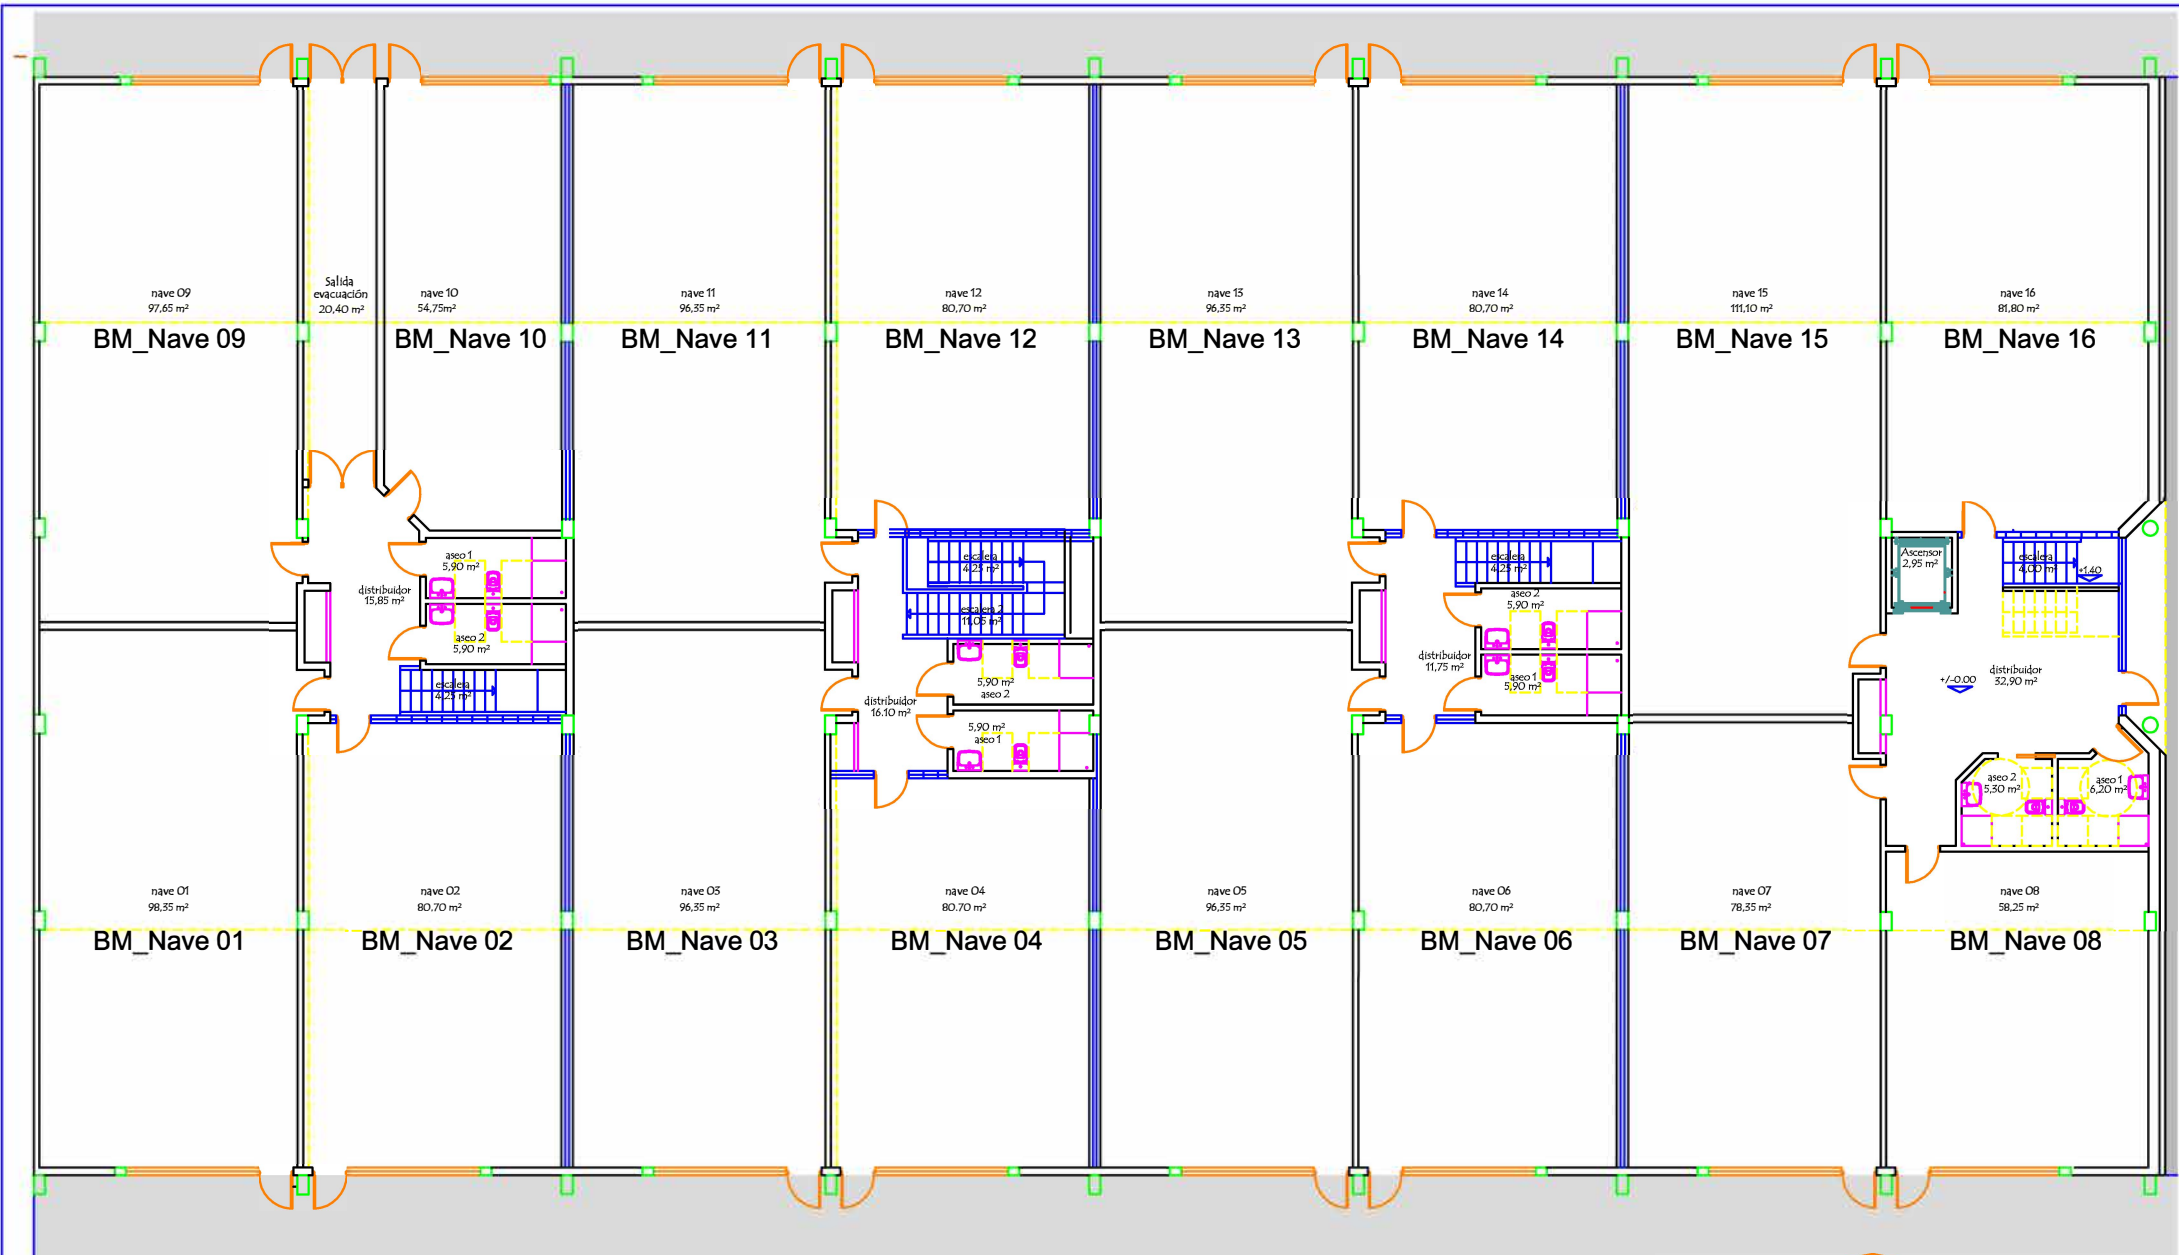 nave 09
97,65 m²
BM_Nave 09
Salida
evacuación
20,40 m²
nave 10
54,75m²
BM_Nave 10
nave 11
96,35 m²
BM_Nave 11
nave 12
80,70 m²
BM_Nave 12
nave 13
96,35 m²
BM_Nave 13
nave 14
80,70 m²
BM_Nave 14
nave 15
111,10 m²
BM_Nave 15
nave 16
81,80 m²
BM_Nave 16
aseo 1
5,90 m²
distribuidor
15,85 m²
aseo 2
5,90 m²
escalera
4,25 m²
escalera
4,25 m²
escalera 2
11,05 m²
5,90 m²
aseo 2
distribuidor
16.10 m²
5,90 m²
aseo 1
escalera
4,25 m²
aseo 2
5,90 m²
distribuidor
11,75 m²
aseo 1
5,90 m²
Ascensor
2,95 m²
escalera
4,00 m²
+1.40
distribuidor
32,90 m²
+/-0.00
aseo 2
5,30 m²
aseo 1
6,20 m²
nave 01
98,35 m²
BM_Nave 01
nave 02
80,70 m²
BM_Nave 02
nave 03
96,35 m²
BM_Nave 03
nave 04
80.70 m²
BM_Nave 04
nave 05
96,35 m²
BM_Nave 05
nave 06
80,70 m²
BM_Nave 06
nave 07
78,35 m²
BM_Nave 07
nave 08
58,25 m²
BM_Nave 08